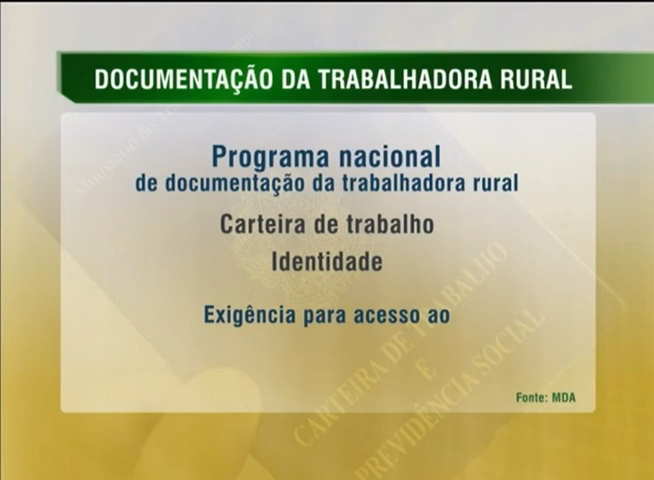 DOCUMENTAÇÃO DA TRABALHADORA RURAL
Programa nacional
de documentação da trabalhadora rural
Carteira de trabalho
Identidade
Exigência para acesso ao
Fonte: MDA
CARTEIRA DE TRABALHO
E
PREVIDÊNCIA SOCIAL